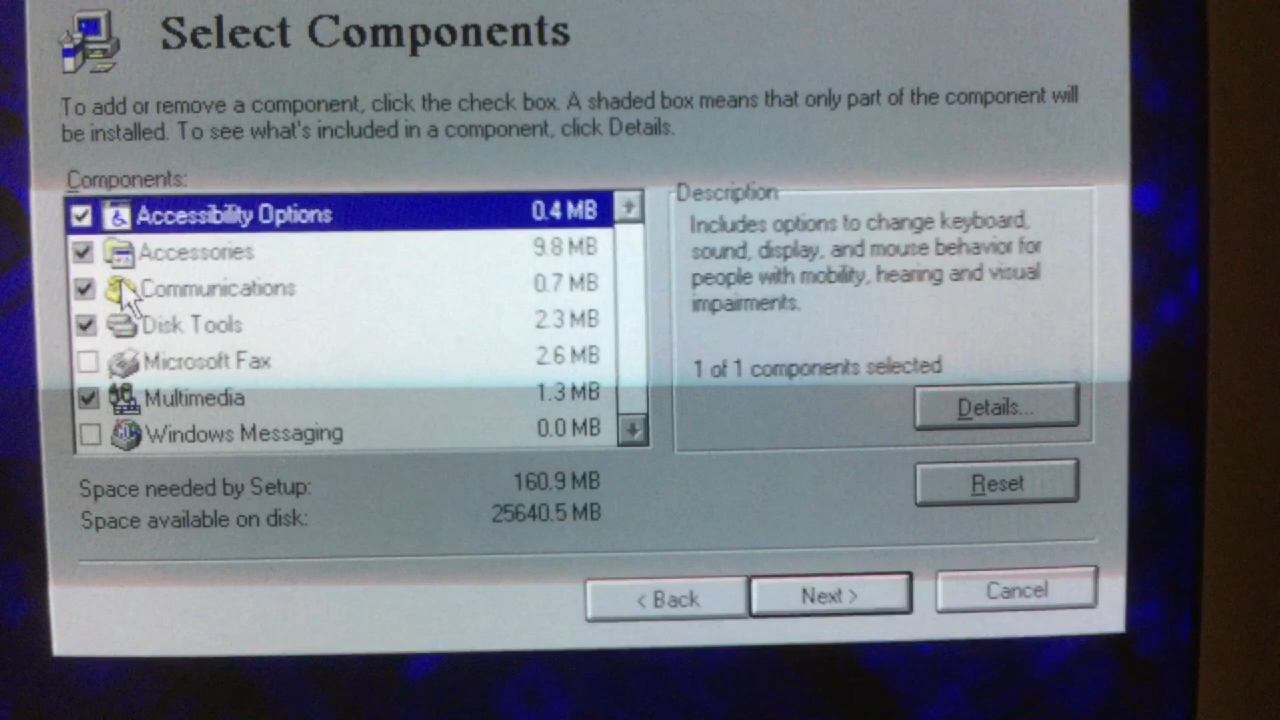 Select Components
To add or remove a component, click the check box. A shaded box means that only part of the component will
be installed. To see what's included in a component, click Details.
Components:
Accessibility Options 0.4 MB
Accessories 9.8 MB
Communications 0.7 MB
Disk Tools 2.3 MB
Microsoft Fax 2.6 MB
Multimedia 1.3 MB
Windows Messaging 0.0 MB
Description
Includes options to change keyboard,
sound, display, and mouse behavior for
people with mobility, hearing and visual
impairments.
1 of 1 components selected
Details...
Space needed by Setup: 160.9 MB
Space available on disk: 25640.5 MB
Reset
< Back
Next >
Cancel